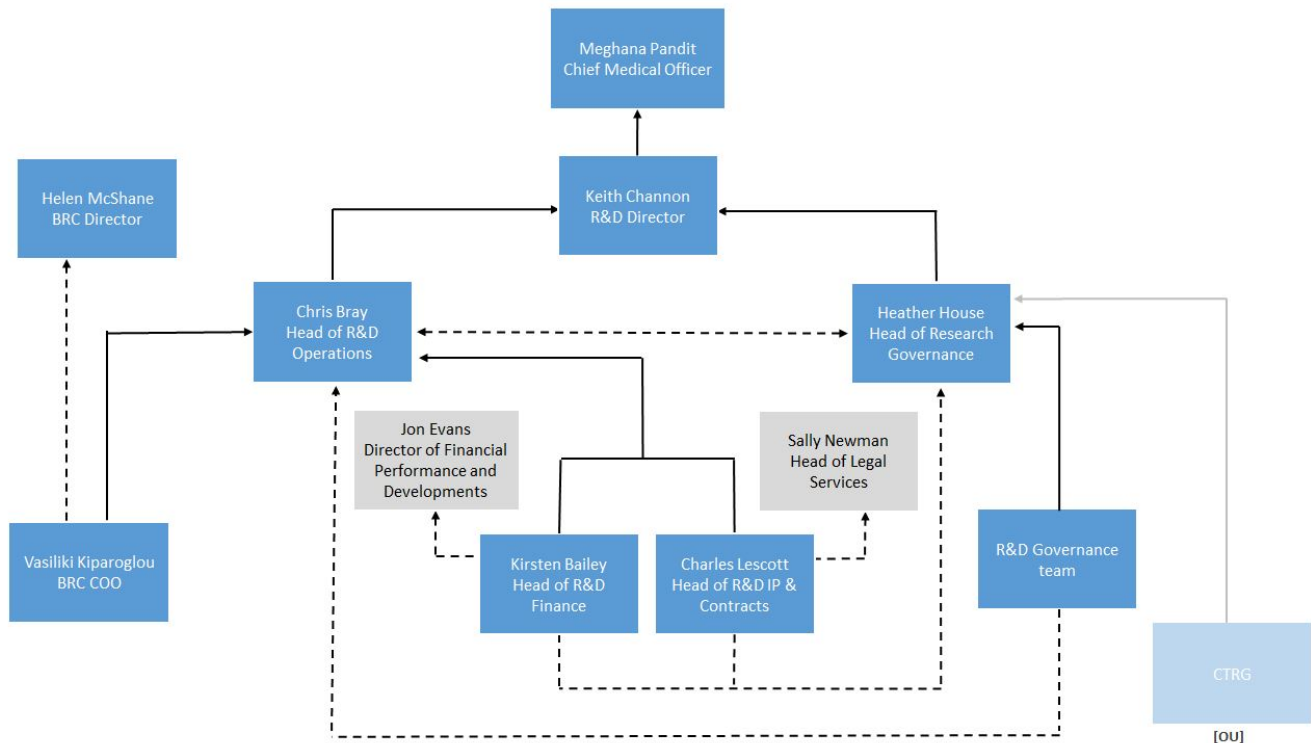 Meghana Pandit
Chief Medical Officer
Helen McShane
BRC Director
Keith Channon
R&D Director
Chris Bray
Head of R&D
Operations
Heather House
Head of Research
Governance
Jon Evans
Director of Financial
Performance and
Developments
Sally Newman
Head of Legal
Services
Vasiliki Kiparoglou
BRC COO
Kirsten Bailey
Head of R&D
Finance
Charles Lescott
Head of R&D IP &
Contracts
R&D Governance
team
CTRG
[OU]